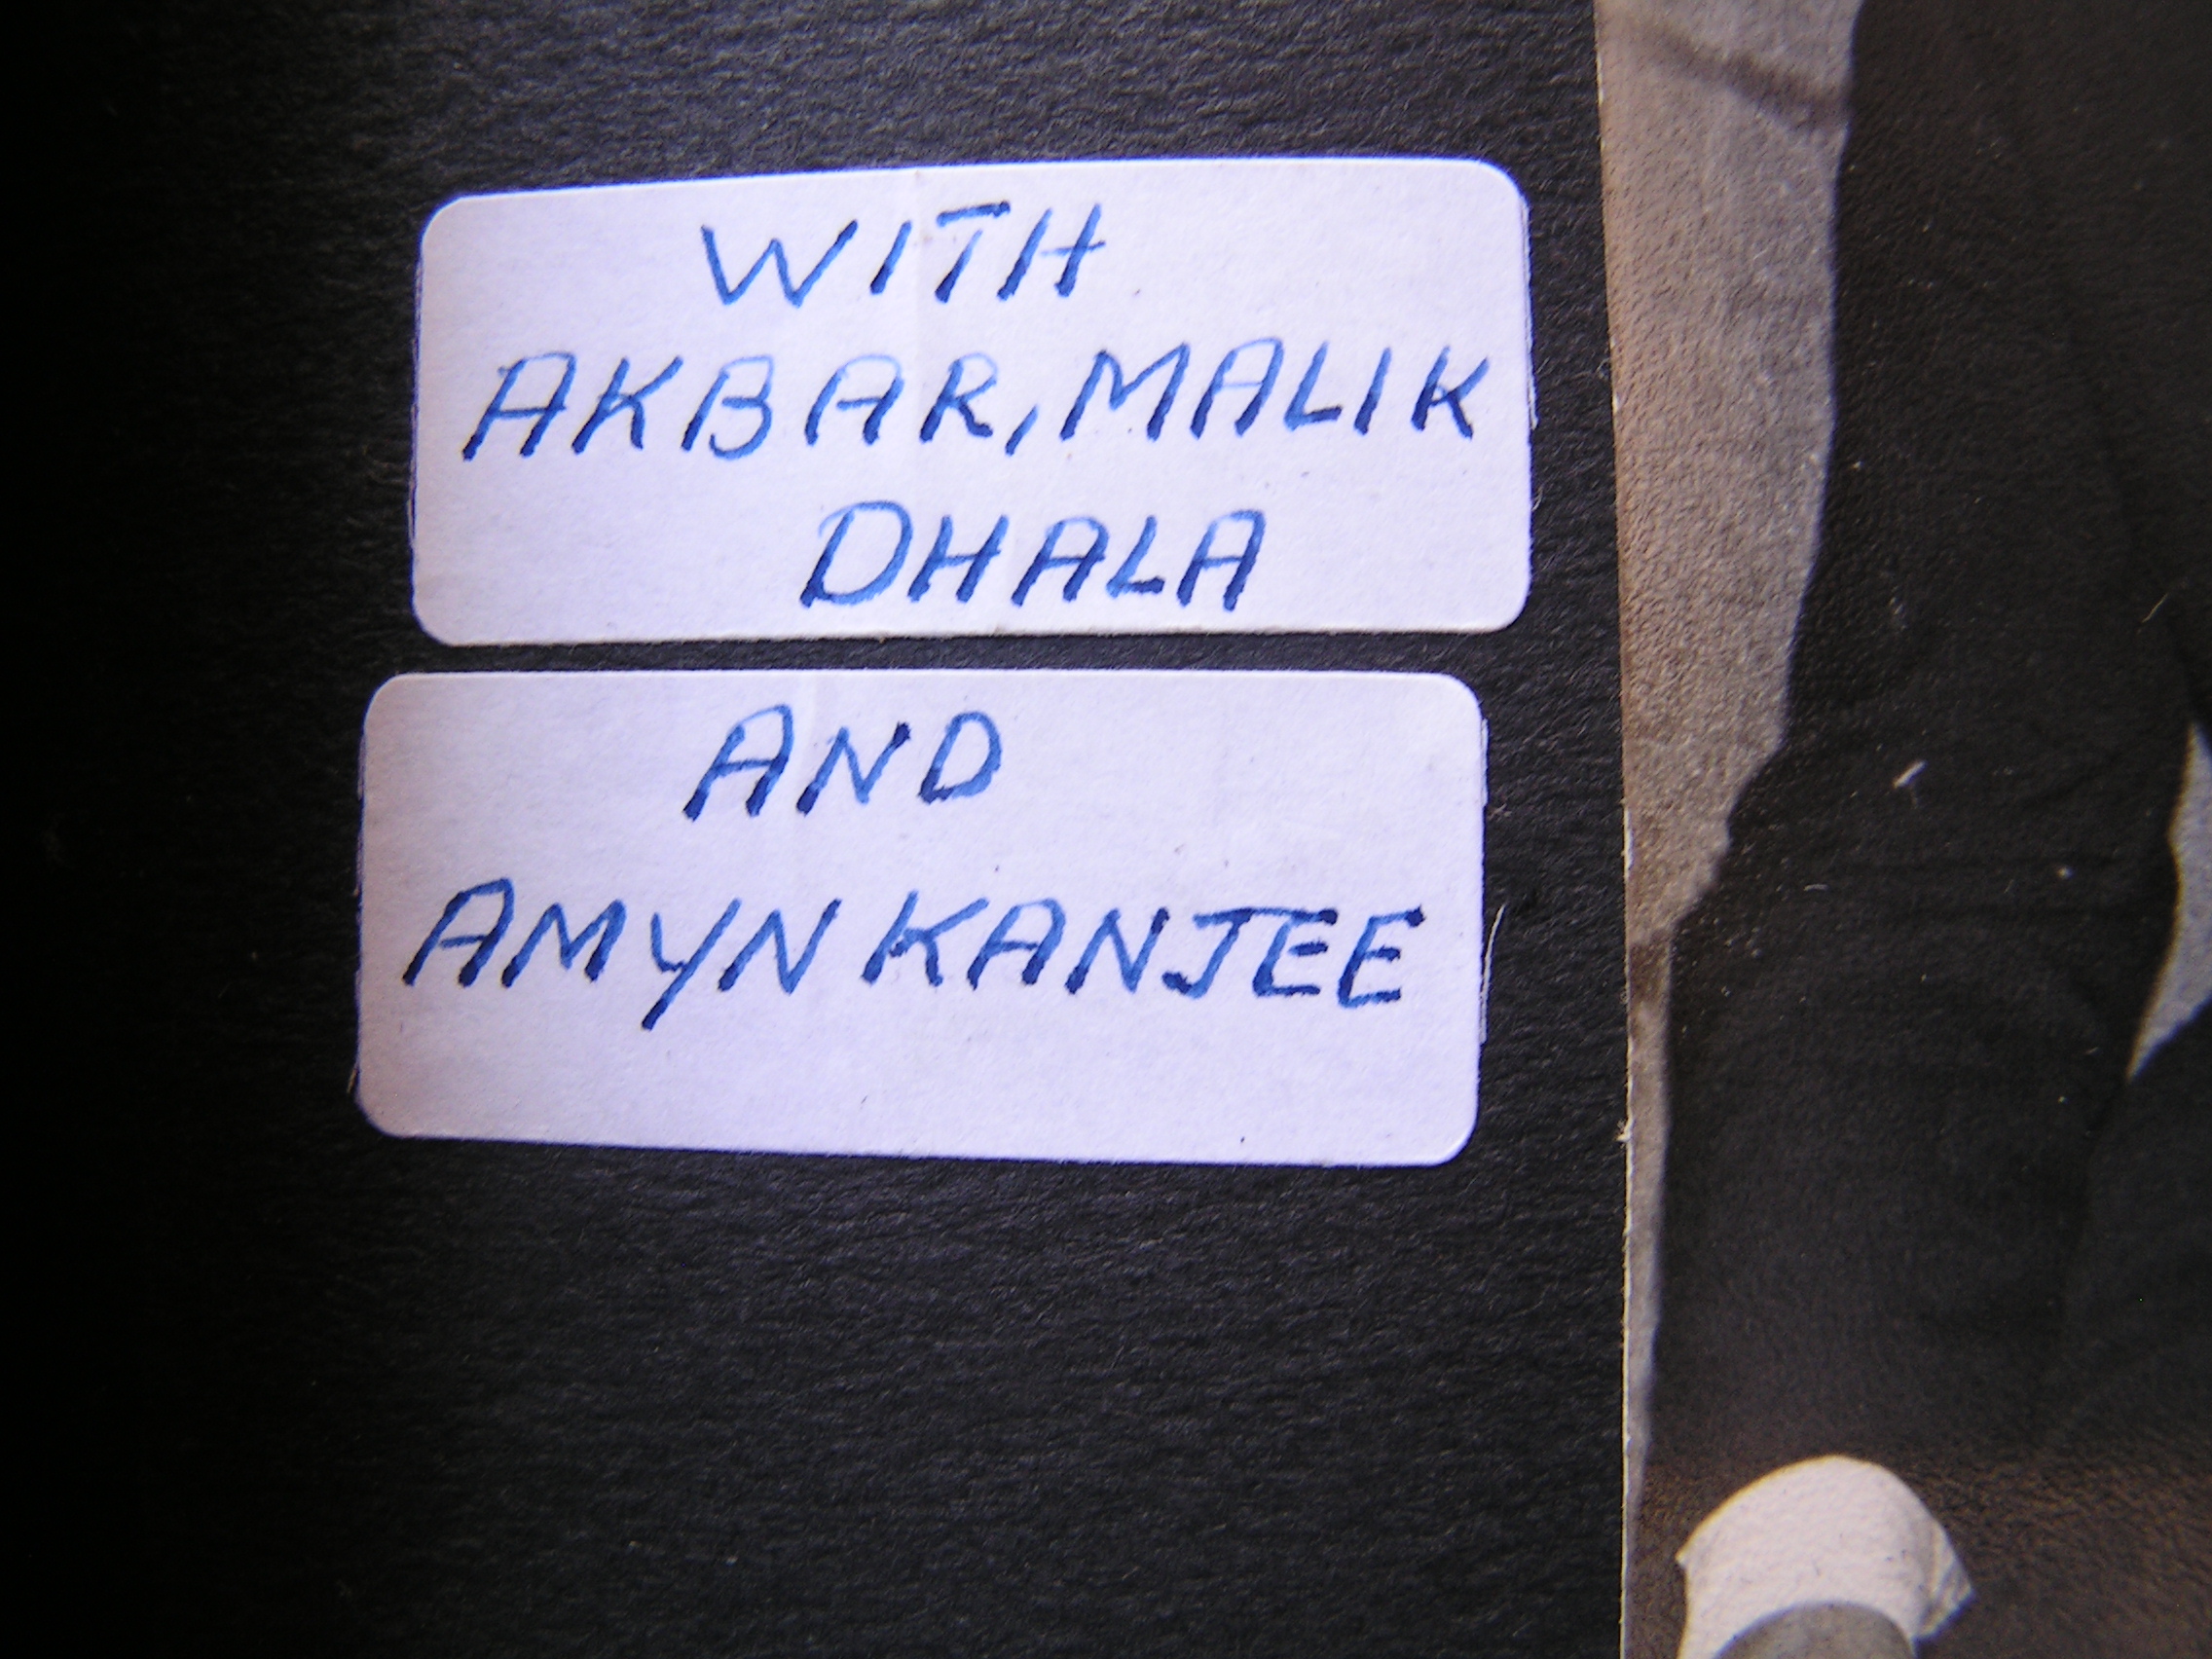 WITH
AKBAR, MALIK
DHALA
AND
AMYN KANJEE